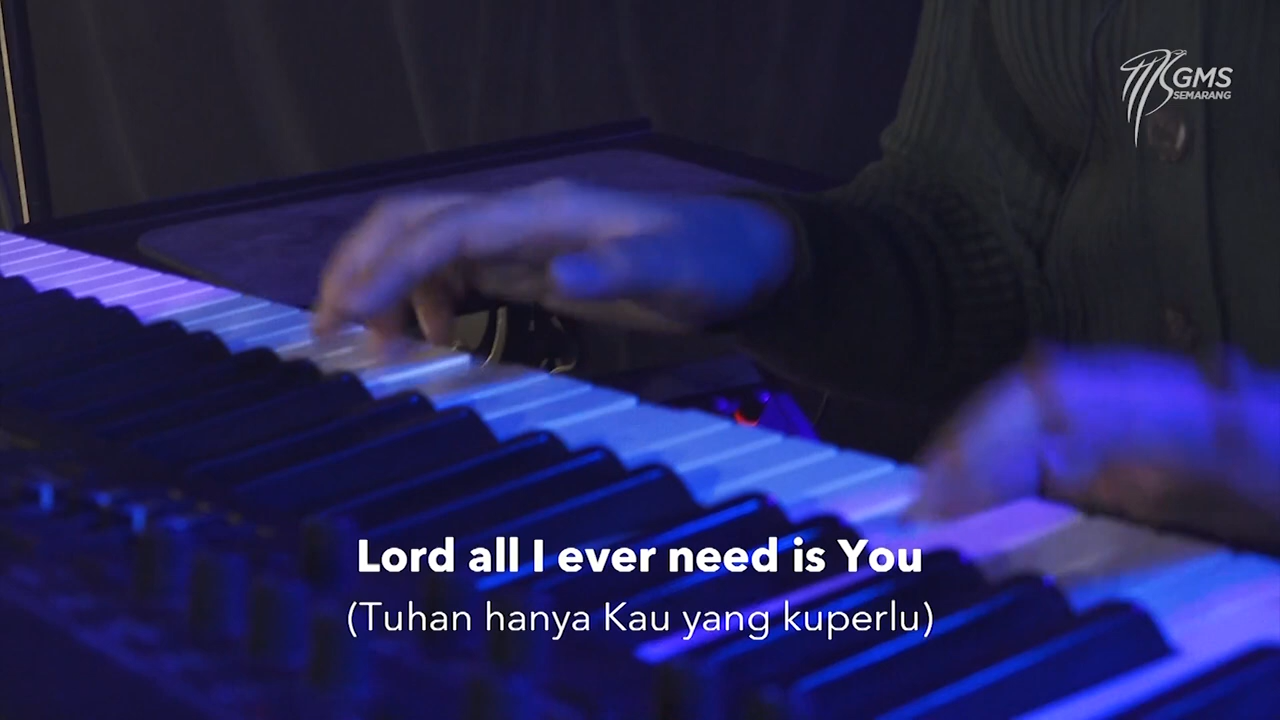 GMS
SEMARANG
Lord all I ever need is You
(Tuhan hanya Kau yang kuperlu)